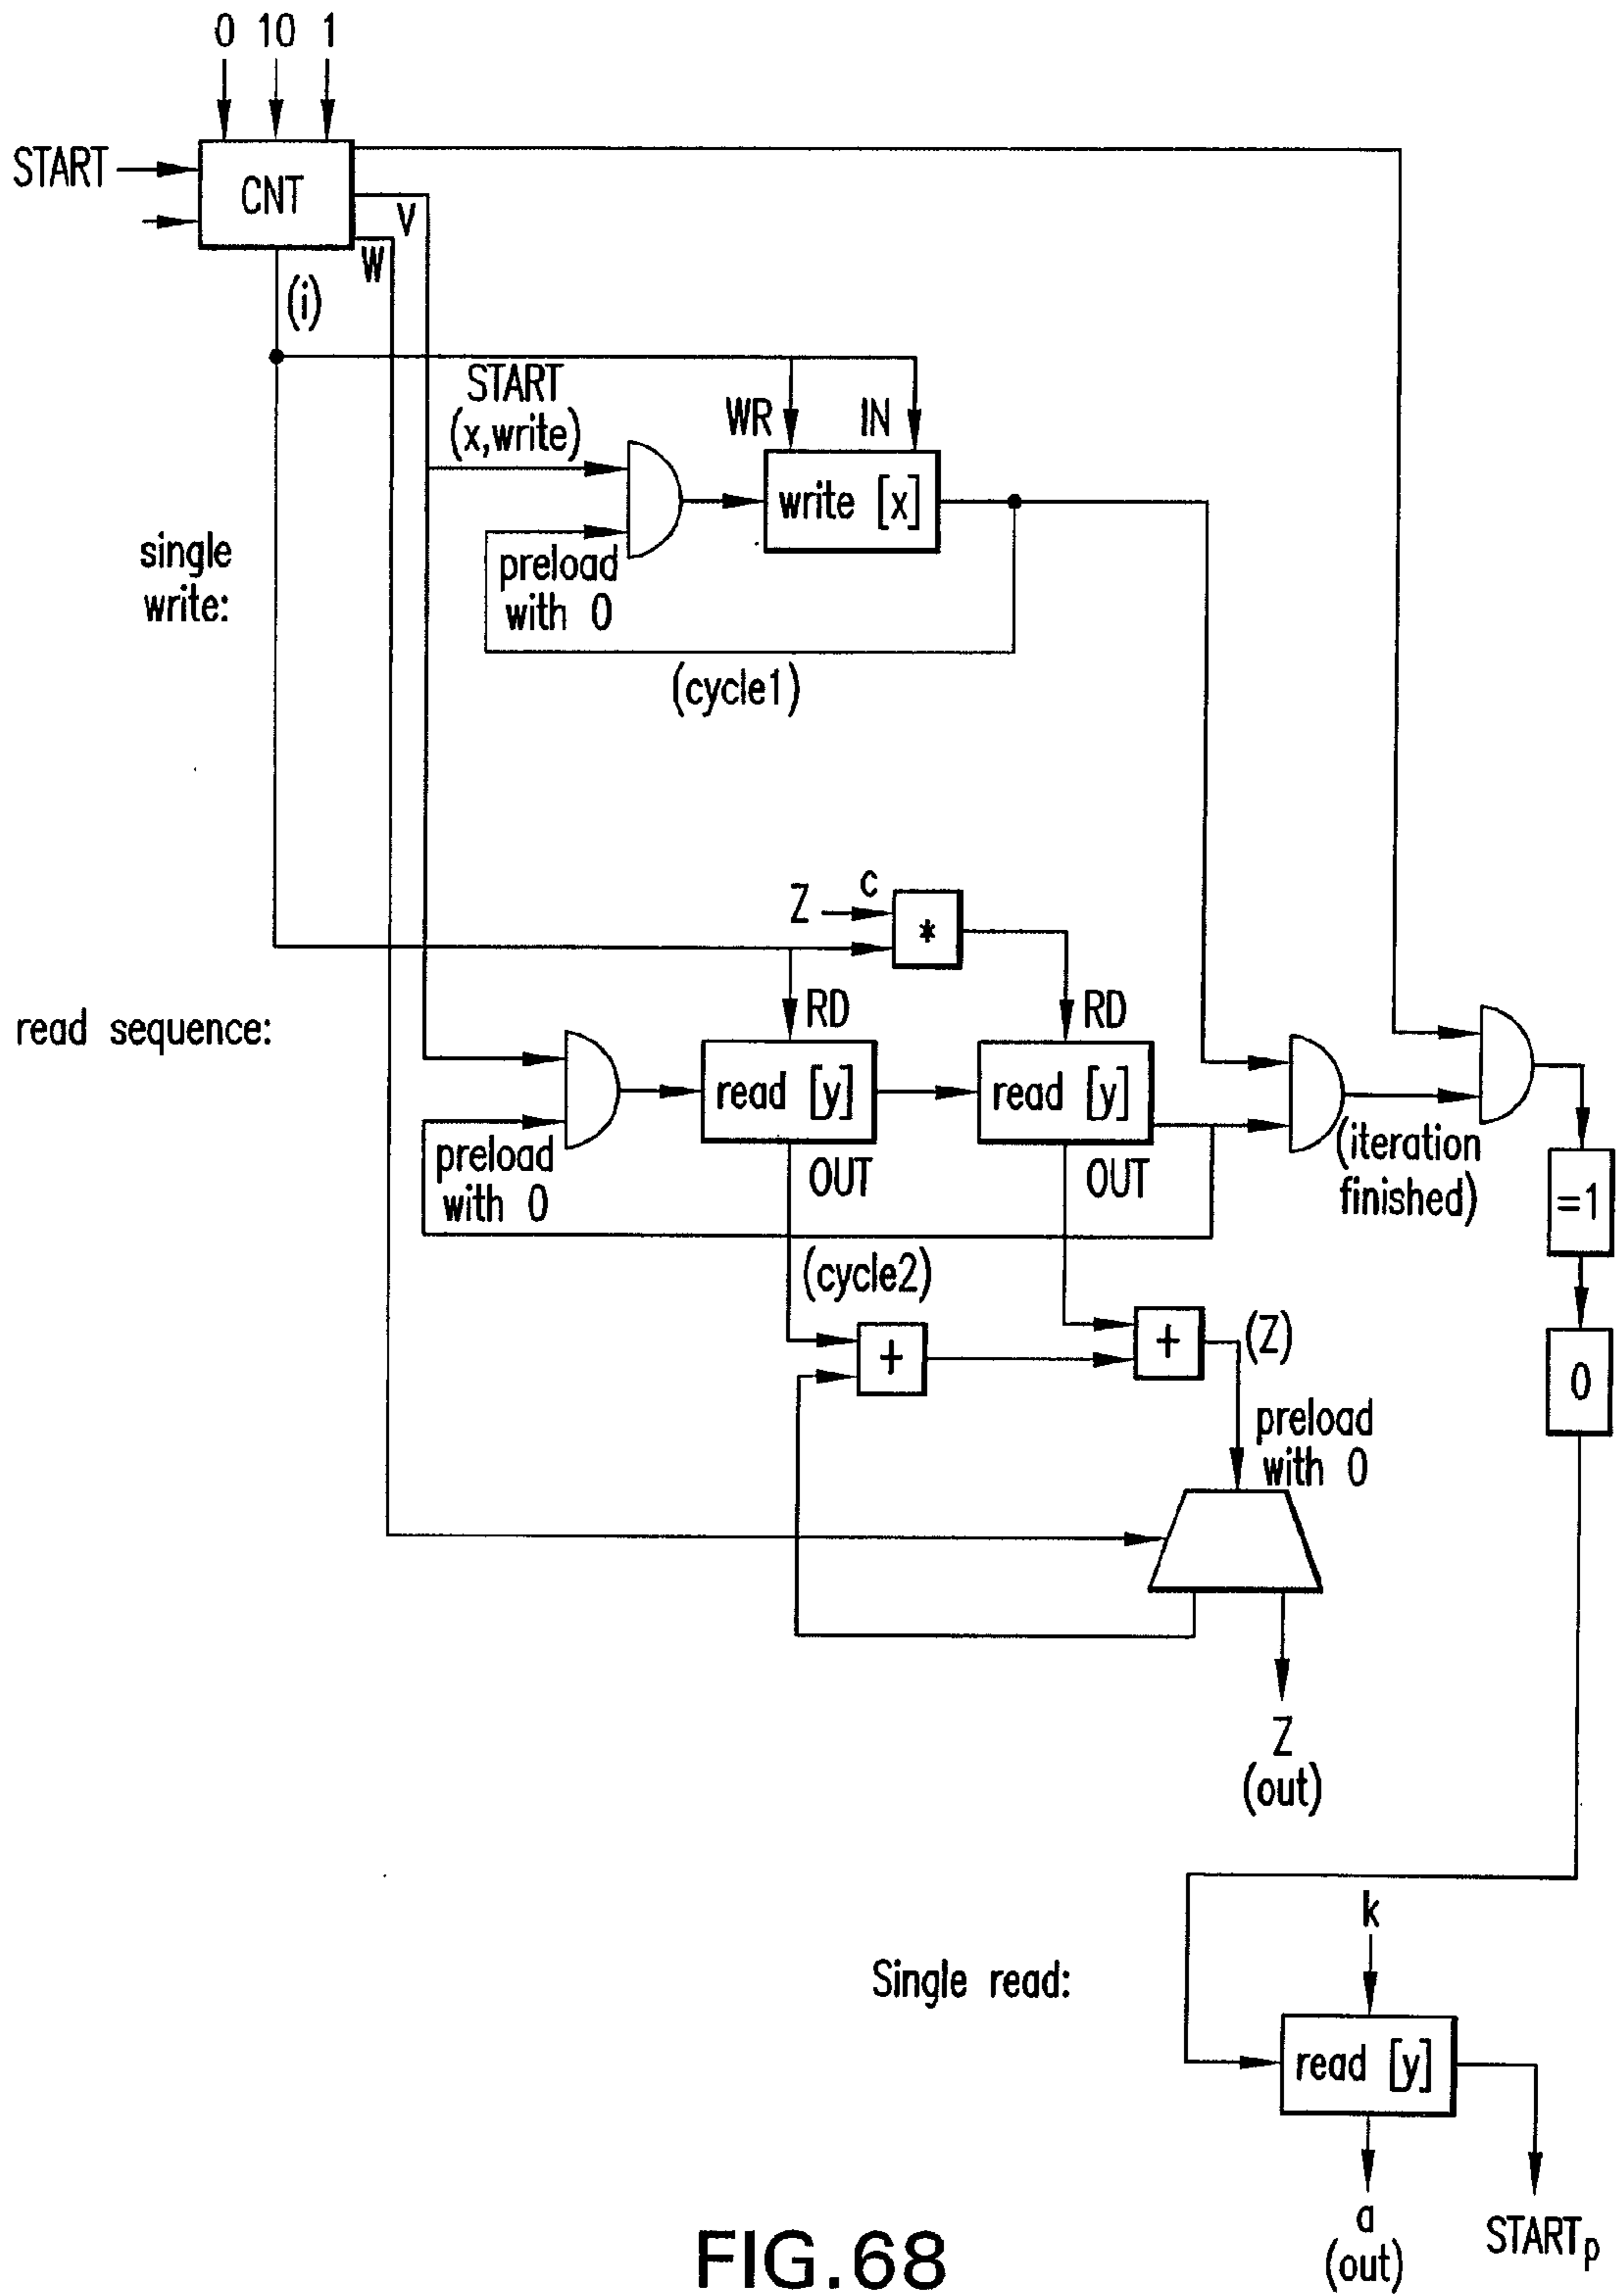 0 10 1
START
CNT
V
W
(i)
START
(x,write)
WR
IN
write [x]
single
write:
preload
with 0
(cycle1)
Z
c
*
read sequence:
RD
RD
read [y]
read [y]
preload
with 0
OUT
OUT
(iteration
finished)
=1
(cycle2)
+
+
(Z)
0
preload
with 0
Z
(out)
k
Single read:
read [y]
a
(out)
STARTp
FIG.68